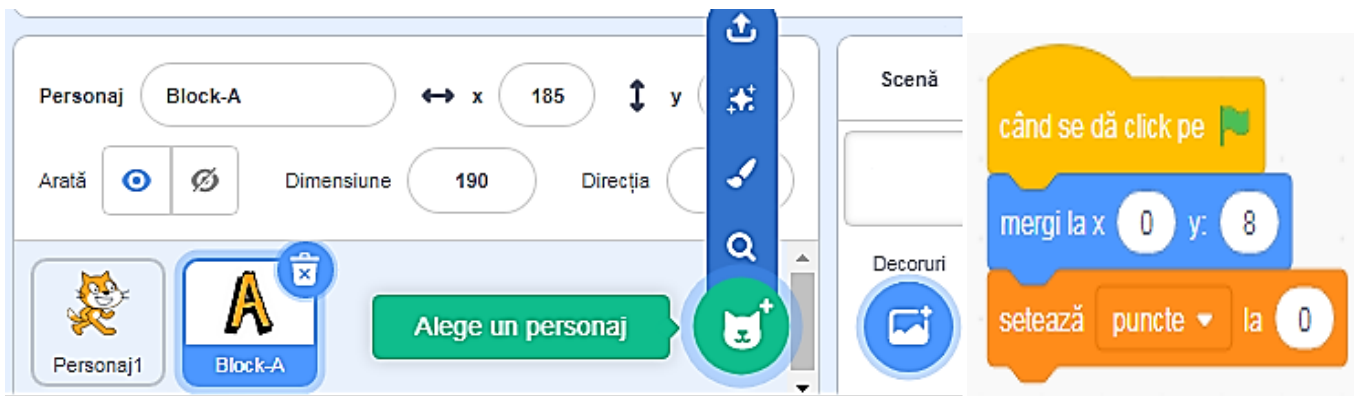 Personaj Block-A x 185 y
Arată Dimensiune 190 Direcția
Personaj1
Block-A
Alege un personaj
Scenă
Decoruri
când se dă click pe
mergi la x 0 y: 8
setează puncte la 0